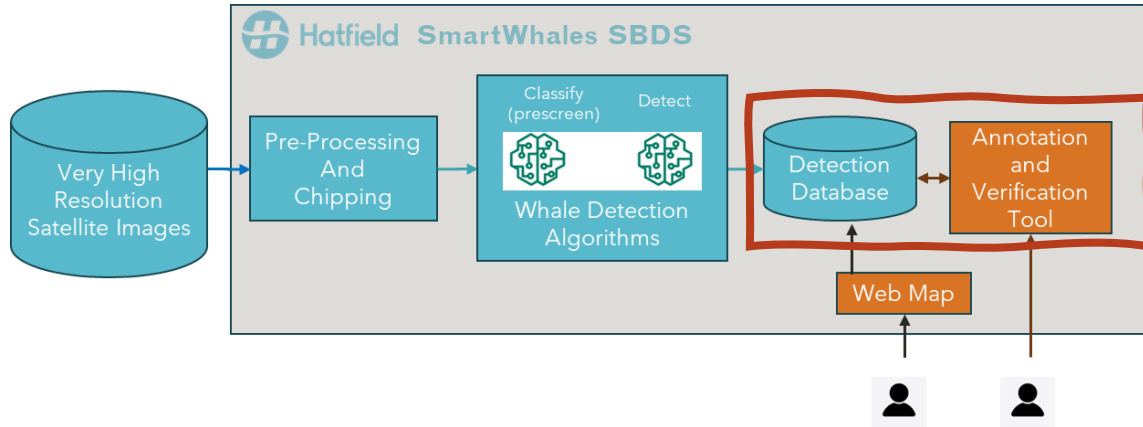 Hatfield SmartWhales SBDS
Very High
Resolution
Satellite Images
Pre-Processing
And
Chipping
Classify
(prescreen)
Detect
Whale Detection
Algorithms
Detection
Database
Annotation
and
Verification
Tool
Web Map